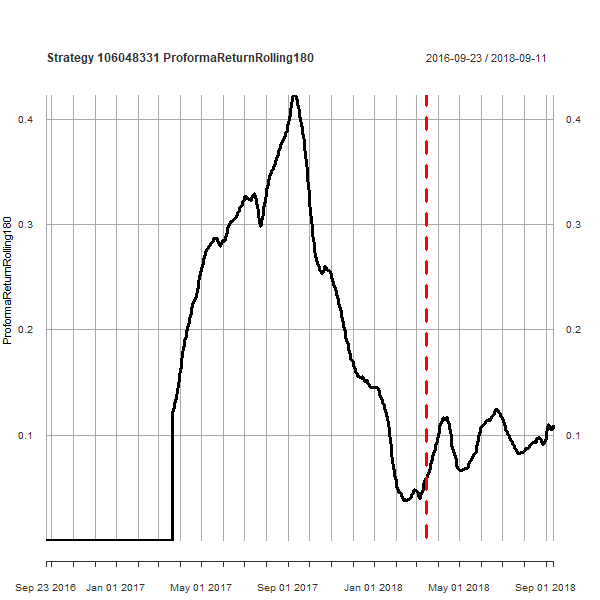 Strategy 106048331 ProformaReturnRolling180
2016-09-23 / 2018-09-11
ProformaReturnRolling180
0.4
0.4
0.3
0.3
0.2
0.2
0.1
0.1
Sep 23 2016
Jan 01 2017
May 01 2017
Sep 01 2017
Jan 01 2018
May 01 2018
Sep 01 2018